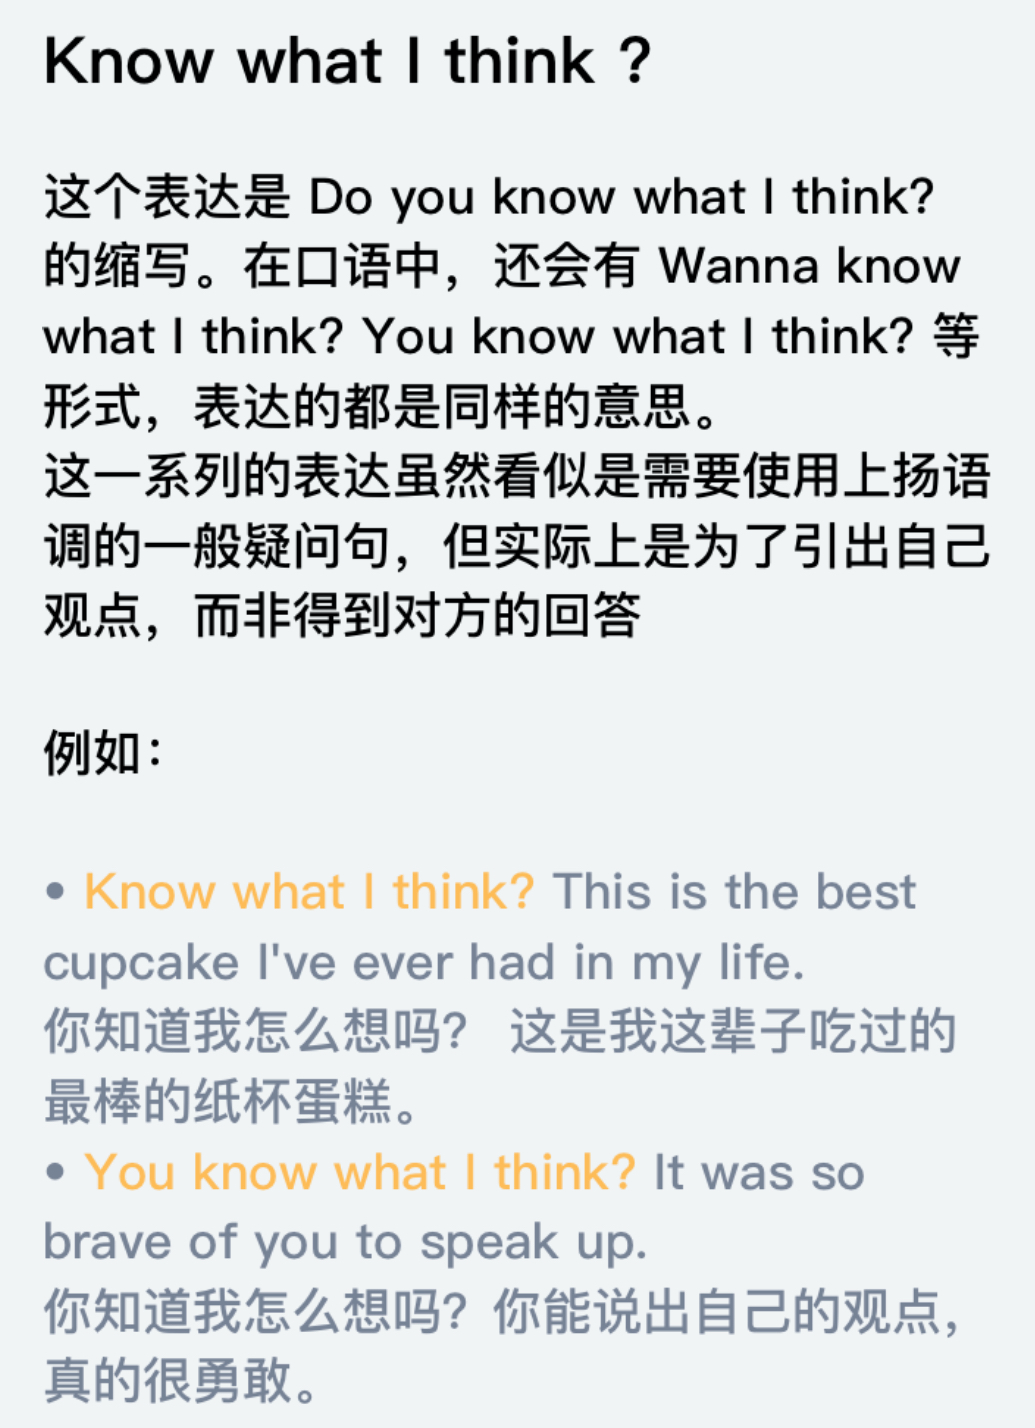 Know what I think ?
这个表达是 Do you know what I think?
的缩写。在口语中，还会有 Wanna know
what I think? You know what I think? 等
形式，表达的都是同样的意思。
这一系列的表达虽然看似是需要使用上扬语
调的一般疑问句，但实际上是为了引出自己
观点，而非得到对方的回答
例如：
• Know what I think? This is the best
cupcake I've ever had in my life.
你知道我怎么想吗？ 这是我这辈子吃过的
最棒的纸杯蛋糕。
• You know what I think? It was so
brave of you to speak up.
你知道我怎么想吗？你能说出自己的观点，
真的很勇敢。